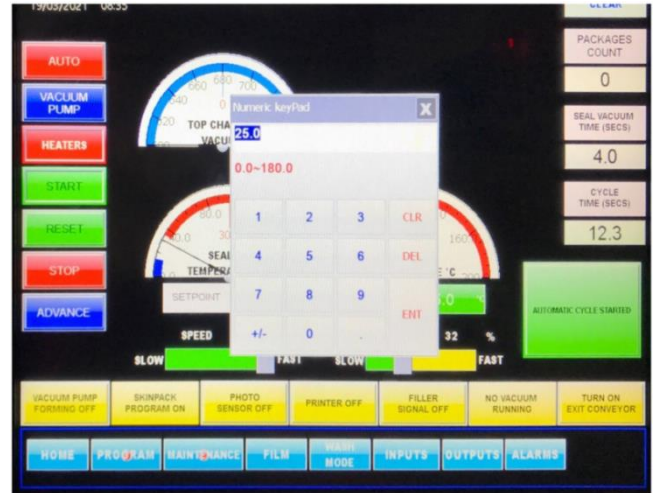 19/03/2021 08:35
CLEAR
AUTO
VACUUM
PUMP
HEATERS
START
RESET
STOP
ADVANCE
660 680 700
640
TOP CHA
VACU
Numeric keyPad X
25.0
0.0~180.0
1 2 3 CLR
4 5 6 DEL
7 8 9 ENT
+/- 0 .
80.0
SEAL
TEMPERA
160
E °C
200
SETPOINT
SPEED
SLOW FAST
32 %
SLOW FAST
PACKAGES
COUNT
0
SEAL VACUUM
TIME (SECS)
4.0
CYCLE
TIME (SECS)
12.3
AUTOMATIC CYCLE STARTED
VACUUM PUMP
FORMING OFF
SKINPACK
PROGRAM ON
PHOTO
SENSOR OFF
PRINTER OFF
FILLER
SIGNAL OFF
NO VACUUM
RUNNING
TURN ON
EXIT CONVEYOR
HOME PROGRAM MAINTENANCE FILM WASH MODE INPUTS OUTPUTS ALARMS